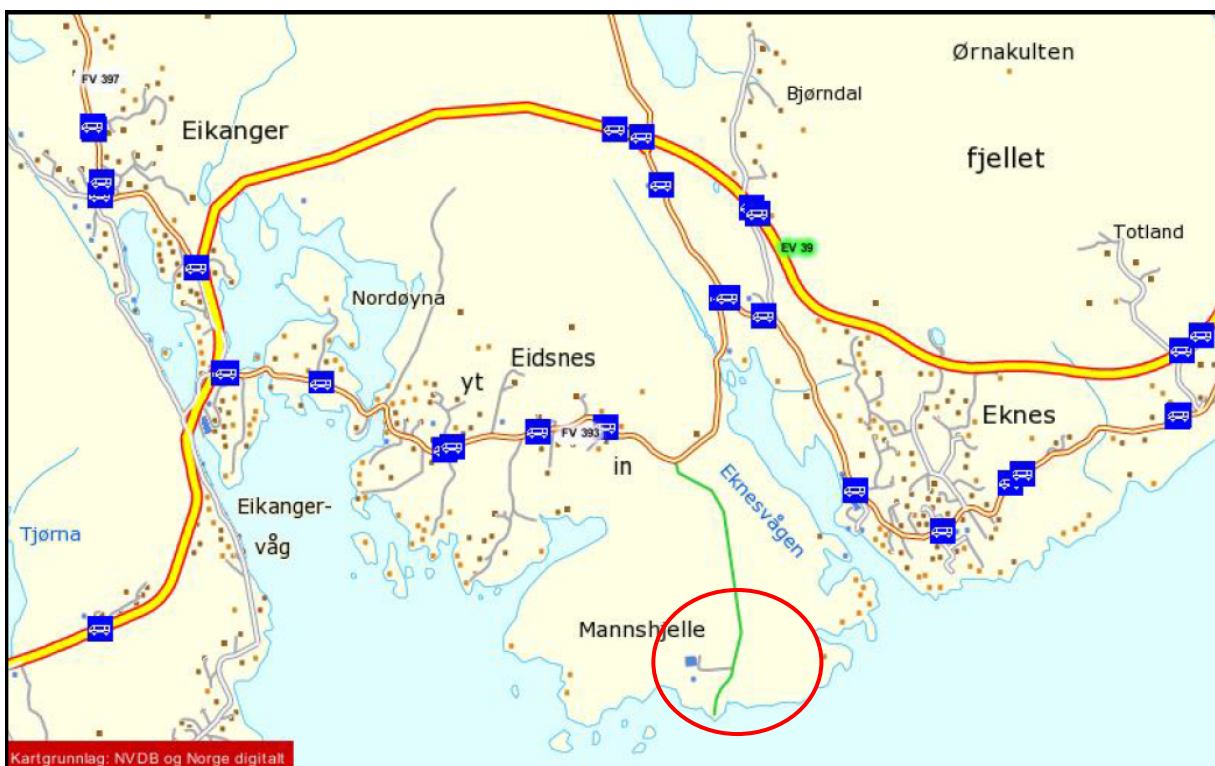 Ørnakulten
FV 397
Bjørndal
Eikanger
fjellet
Totland
EV 39
Nordøyna
Eidsnes
yt
Eknes
FV 393
in
Eknesvågen
Eikanger-
våg
Tjørna
Mannshjelle
Kartgrunnlag: NVDB og Norge digitalt